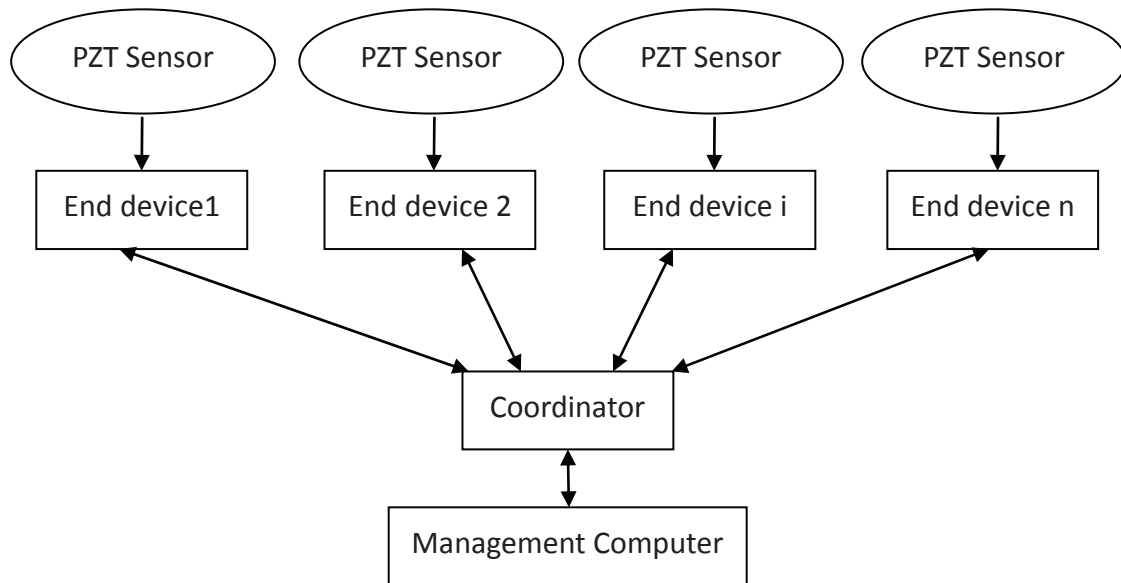 PZT Sensor
PZT Sensor
PZT Sensor
PZT Sensor
End device1
End device 2
End device i
End device n
Coordinator
Management Computer